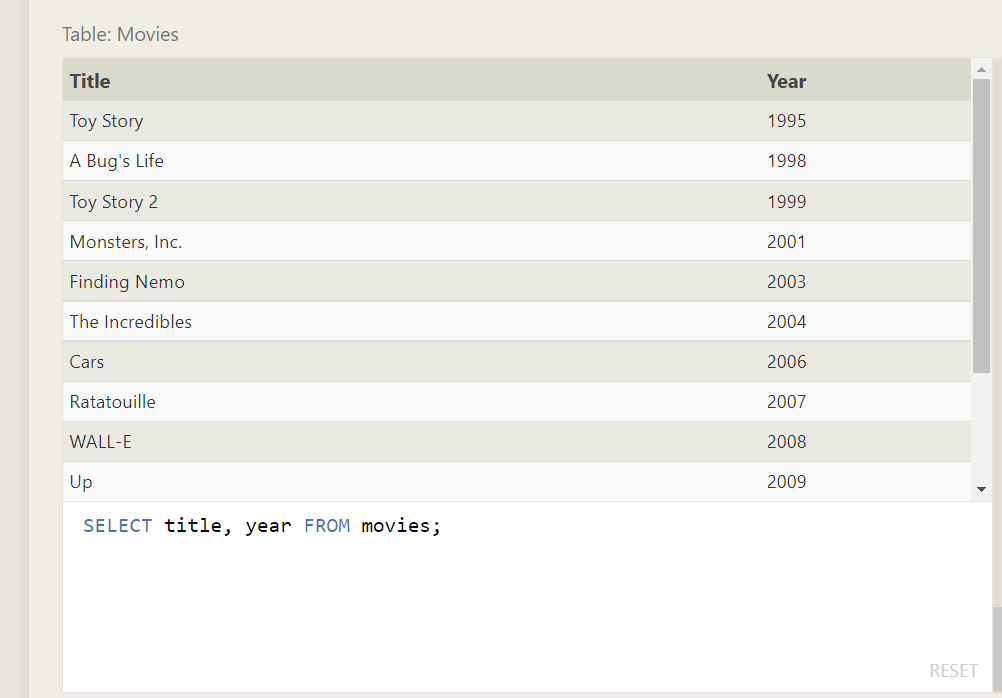 Table: Movies
Title Year
Toy Story 1995
A Bug's Life 1998
Toy Story 2 1999
Monsters, Inc. 2001
Finding Nemo 2003
The Incredibles 2004
Cars 2006
Ratatouille 2007
WALL-E 2008
Up 2009
SELECT title, year FROM movies;
RESET